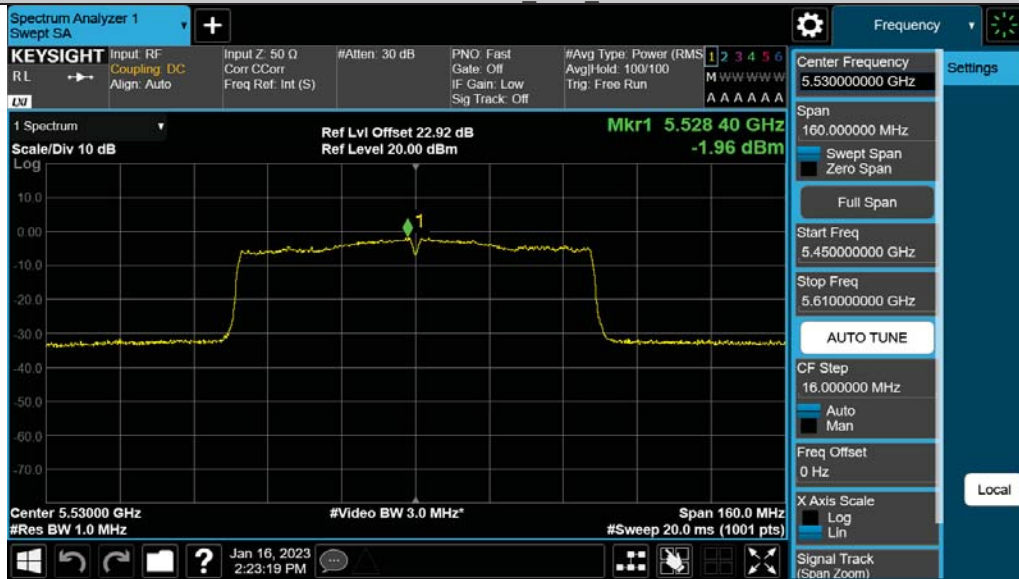 Spectrum Analyzer 1
Swept SA
Frequency
KEYSIGHT
RL
LXI
Input: RF
Coupling: DC
Align: Auto
Input Z: 50 Ω
Corr CCorr
Freq Ref: Int (S)
#Atten: 30 dB
PNO: Fast
Gate: Off
IF Gain: Low
Sig Track: Off
#Avg Type: Power (RMS
Avg|Hold: 100/100
Trig: Free Run
1 2 3 4 5 6
M W W W W W
A A A A A A
1 Spectrum
Scale/Div 10 dB
Log
Ref Lvl Offset 22.92 dB
Ref Level 20.00 dBm
Mkr1 5.528 40 GHz
-1.96 dBm
10.0
0.00
-10.0
-20.0
-30.0
-40.0
-50.0
-60.0
-70.0
1
Center 5.53000 GHz
#Res BW 1.0 MHz
#Video BW 3.0 MHz*
Span 160.0 MHz
#Sweep 20.0 ms (1001 pts)
?
Jan 16, 2023
2:23:19 PM
Center Frequency
5.530000000 GHz
Span
160.000000 MHz
Swept Span
Zero Span
Full Span
Start Freq
5.450000000 GHz
Stop Freq
5.610000000 GHz
AUTO TUNE
CF Step
16.000000 MHz
Auto
Man
Freq Offset
0 Hz
X Axis Scale
Log
Lin
Signal Track
(Span Zoom)
Settings
Local